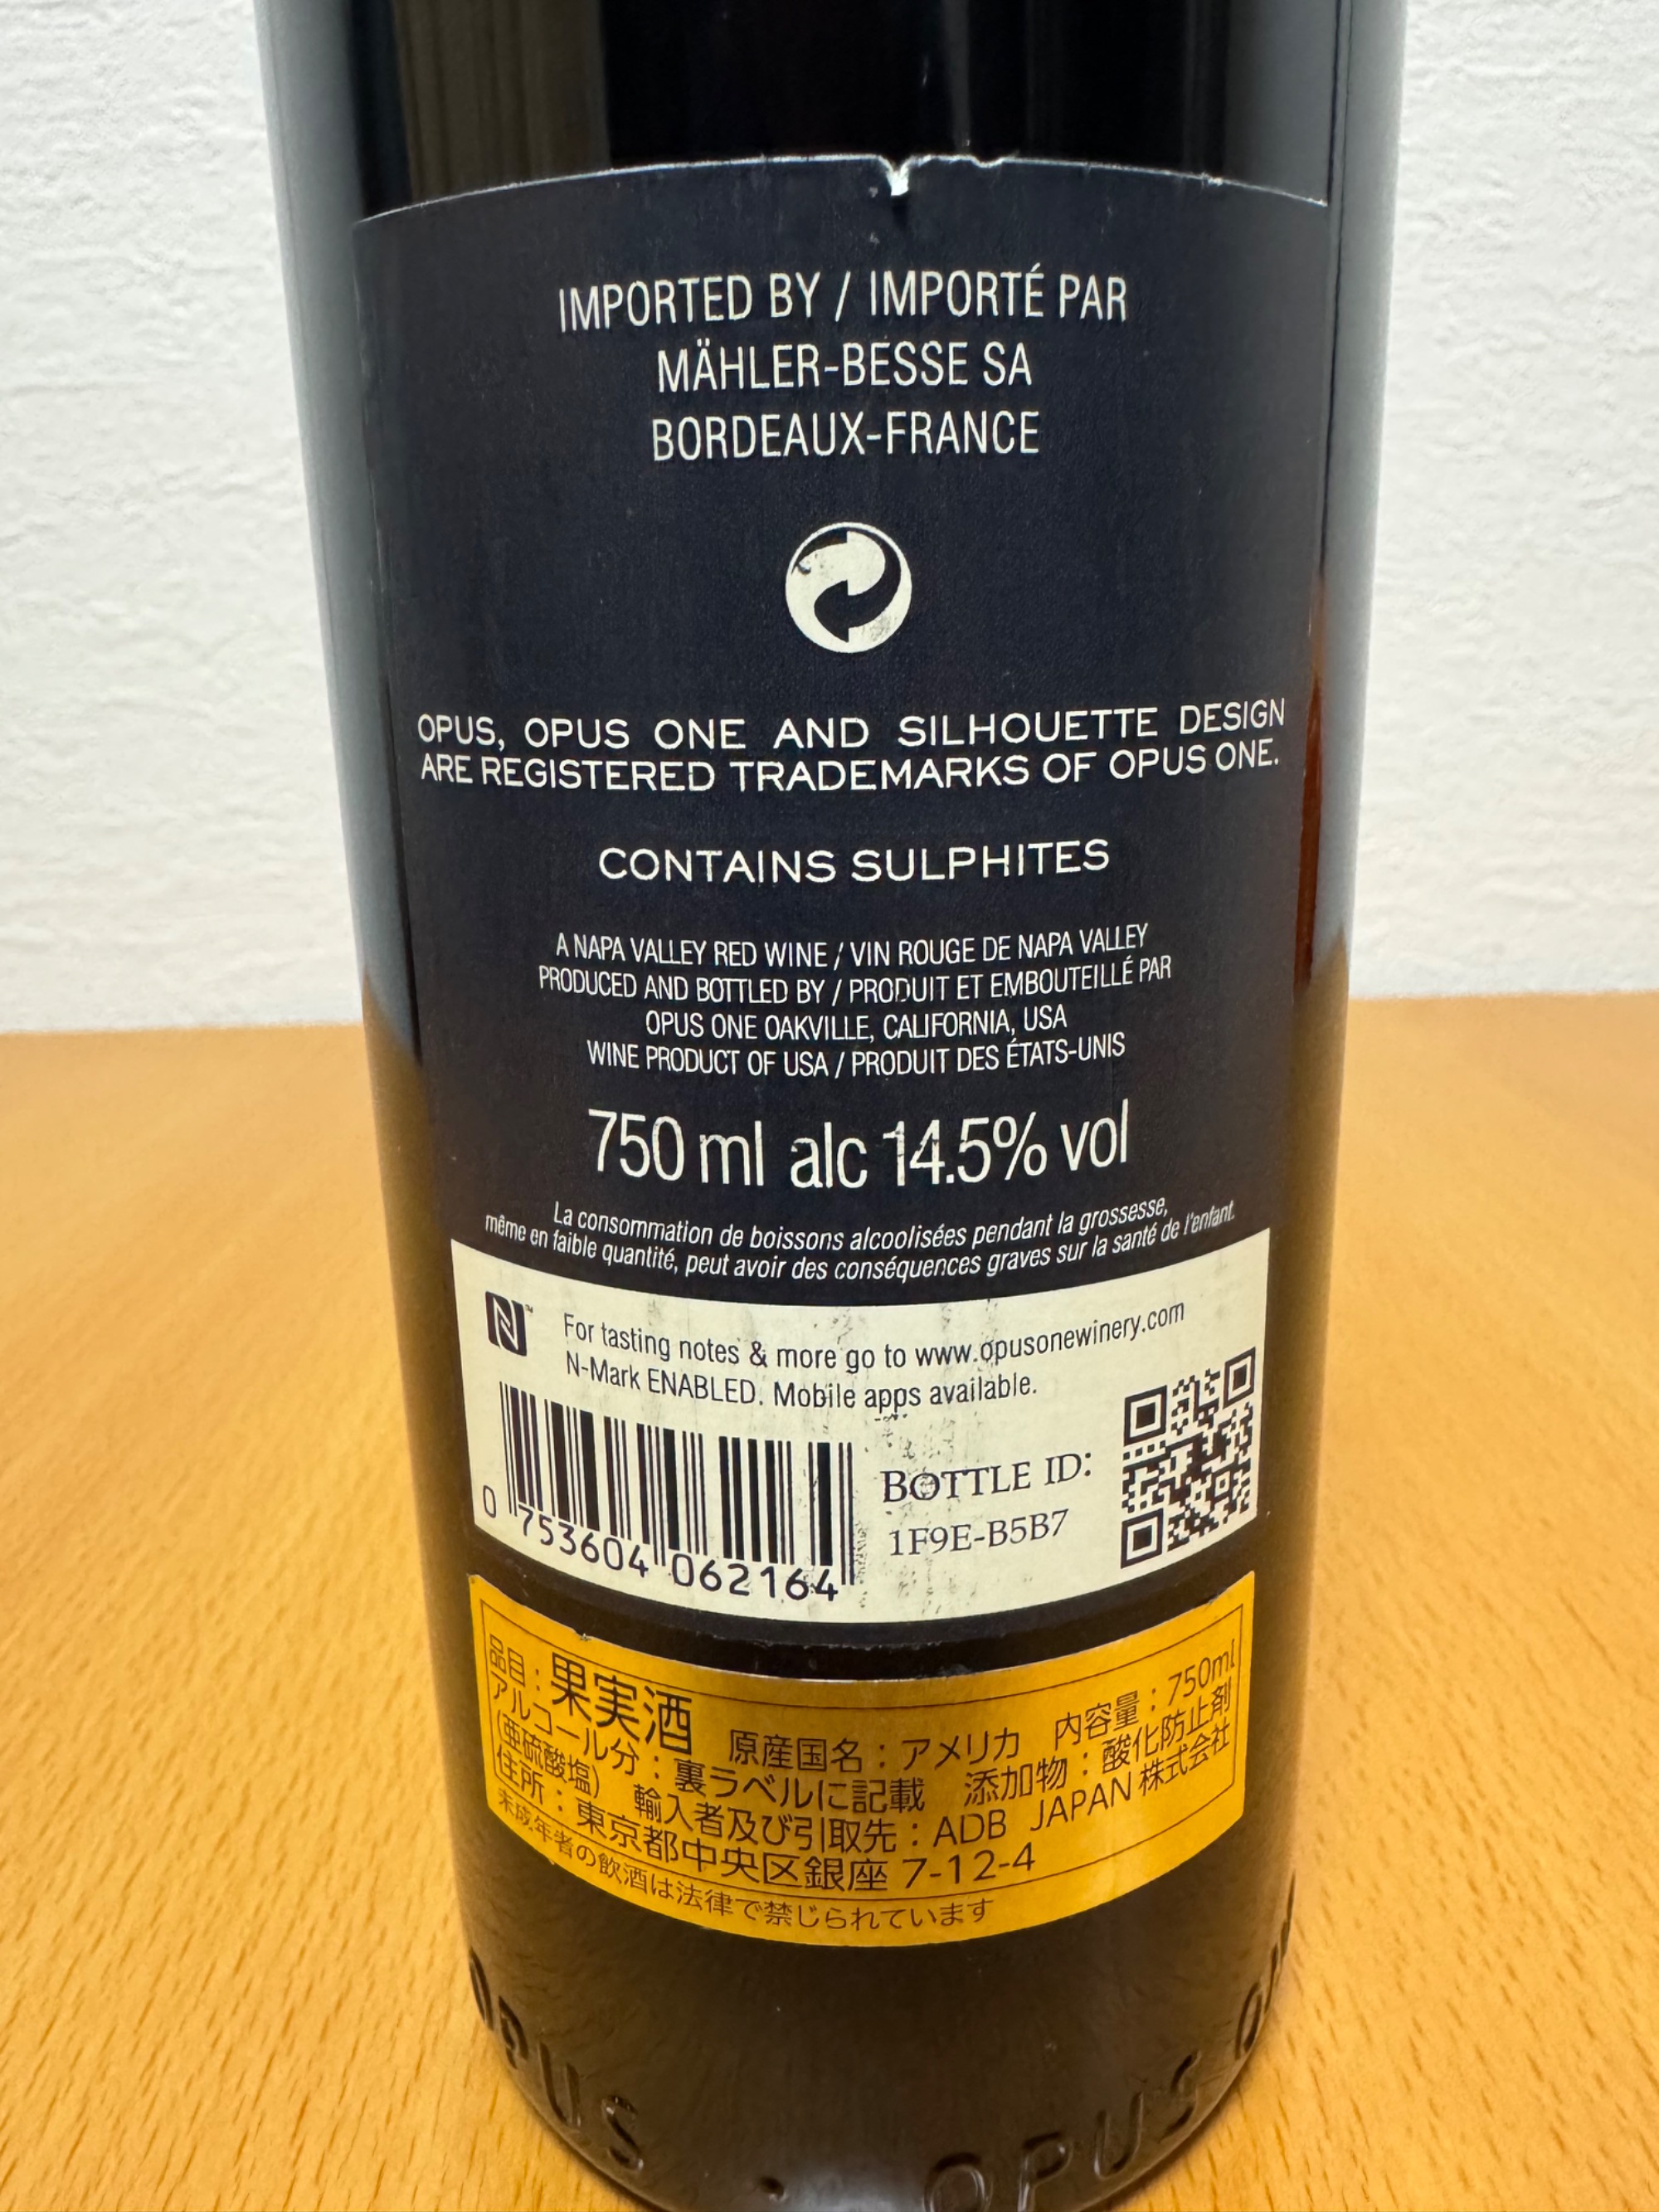 IMPORTED BY / IMPORTÉ PAR
MÄHLER-BESSE SA
BORDEAUX-FRANCE
OPUS, OPUS ONE AND SILHOUETTE DESIGN
ARE REGISTERED TRADEMARKS OF OPUS ONE.
CONTAINS SULPHITES
A NAPA VALLEY RED WINE / VIN ROUGE DE NAPA VALLEY
PRODUCED AND BOTTLED BY / PRODUIT ET EMBOUTEILLÉ PAR
OPUS ONE OAKVILLE, CALIFORNIA, USA
WINE PRODUCT OF USA / PRODUIT DES ÉTATS-UNIS
750 ml alc 14.5% vol
La consommation de boissons alcoolisées pendant la grossesse,
même en faible quantité, peut avoir des conséquences graves sur la santé de l'enfant.
N™
For tasting notes & more go to www.opusonewinery.com
N-Mark ENABLED. Mobile apps available.
BOTTLE ID:
1F9E-B5B7
0 753604 062164
品目：果実酒 原産国名：アメリカ 内容量：750ml
アルコール分：裏ラベルに記載 添加物：酸化防止剤
(亜硫酸塩) 輸入者及び引取先：ADB JAPAN 株式会社
住所：東京都中央区銀座 7-12-4
未成年者の飲酒は法律で禁じられています
OPUS · OPUS